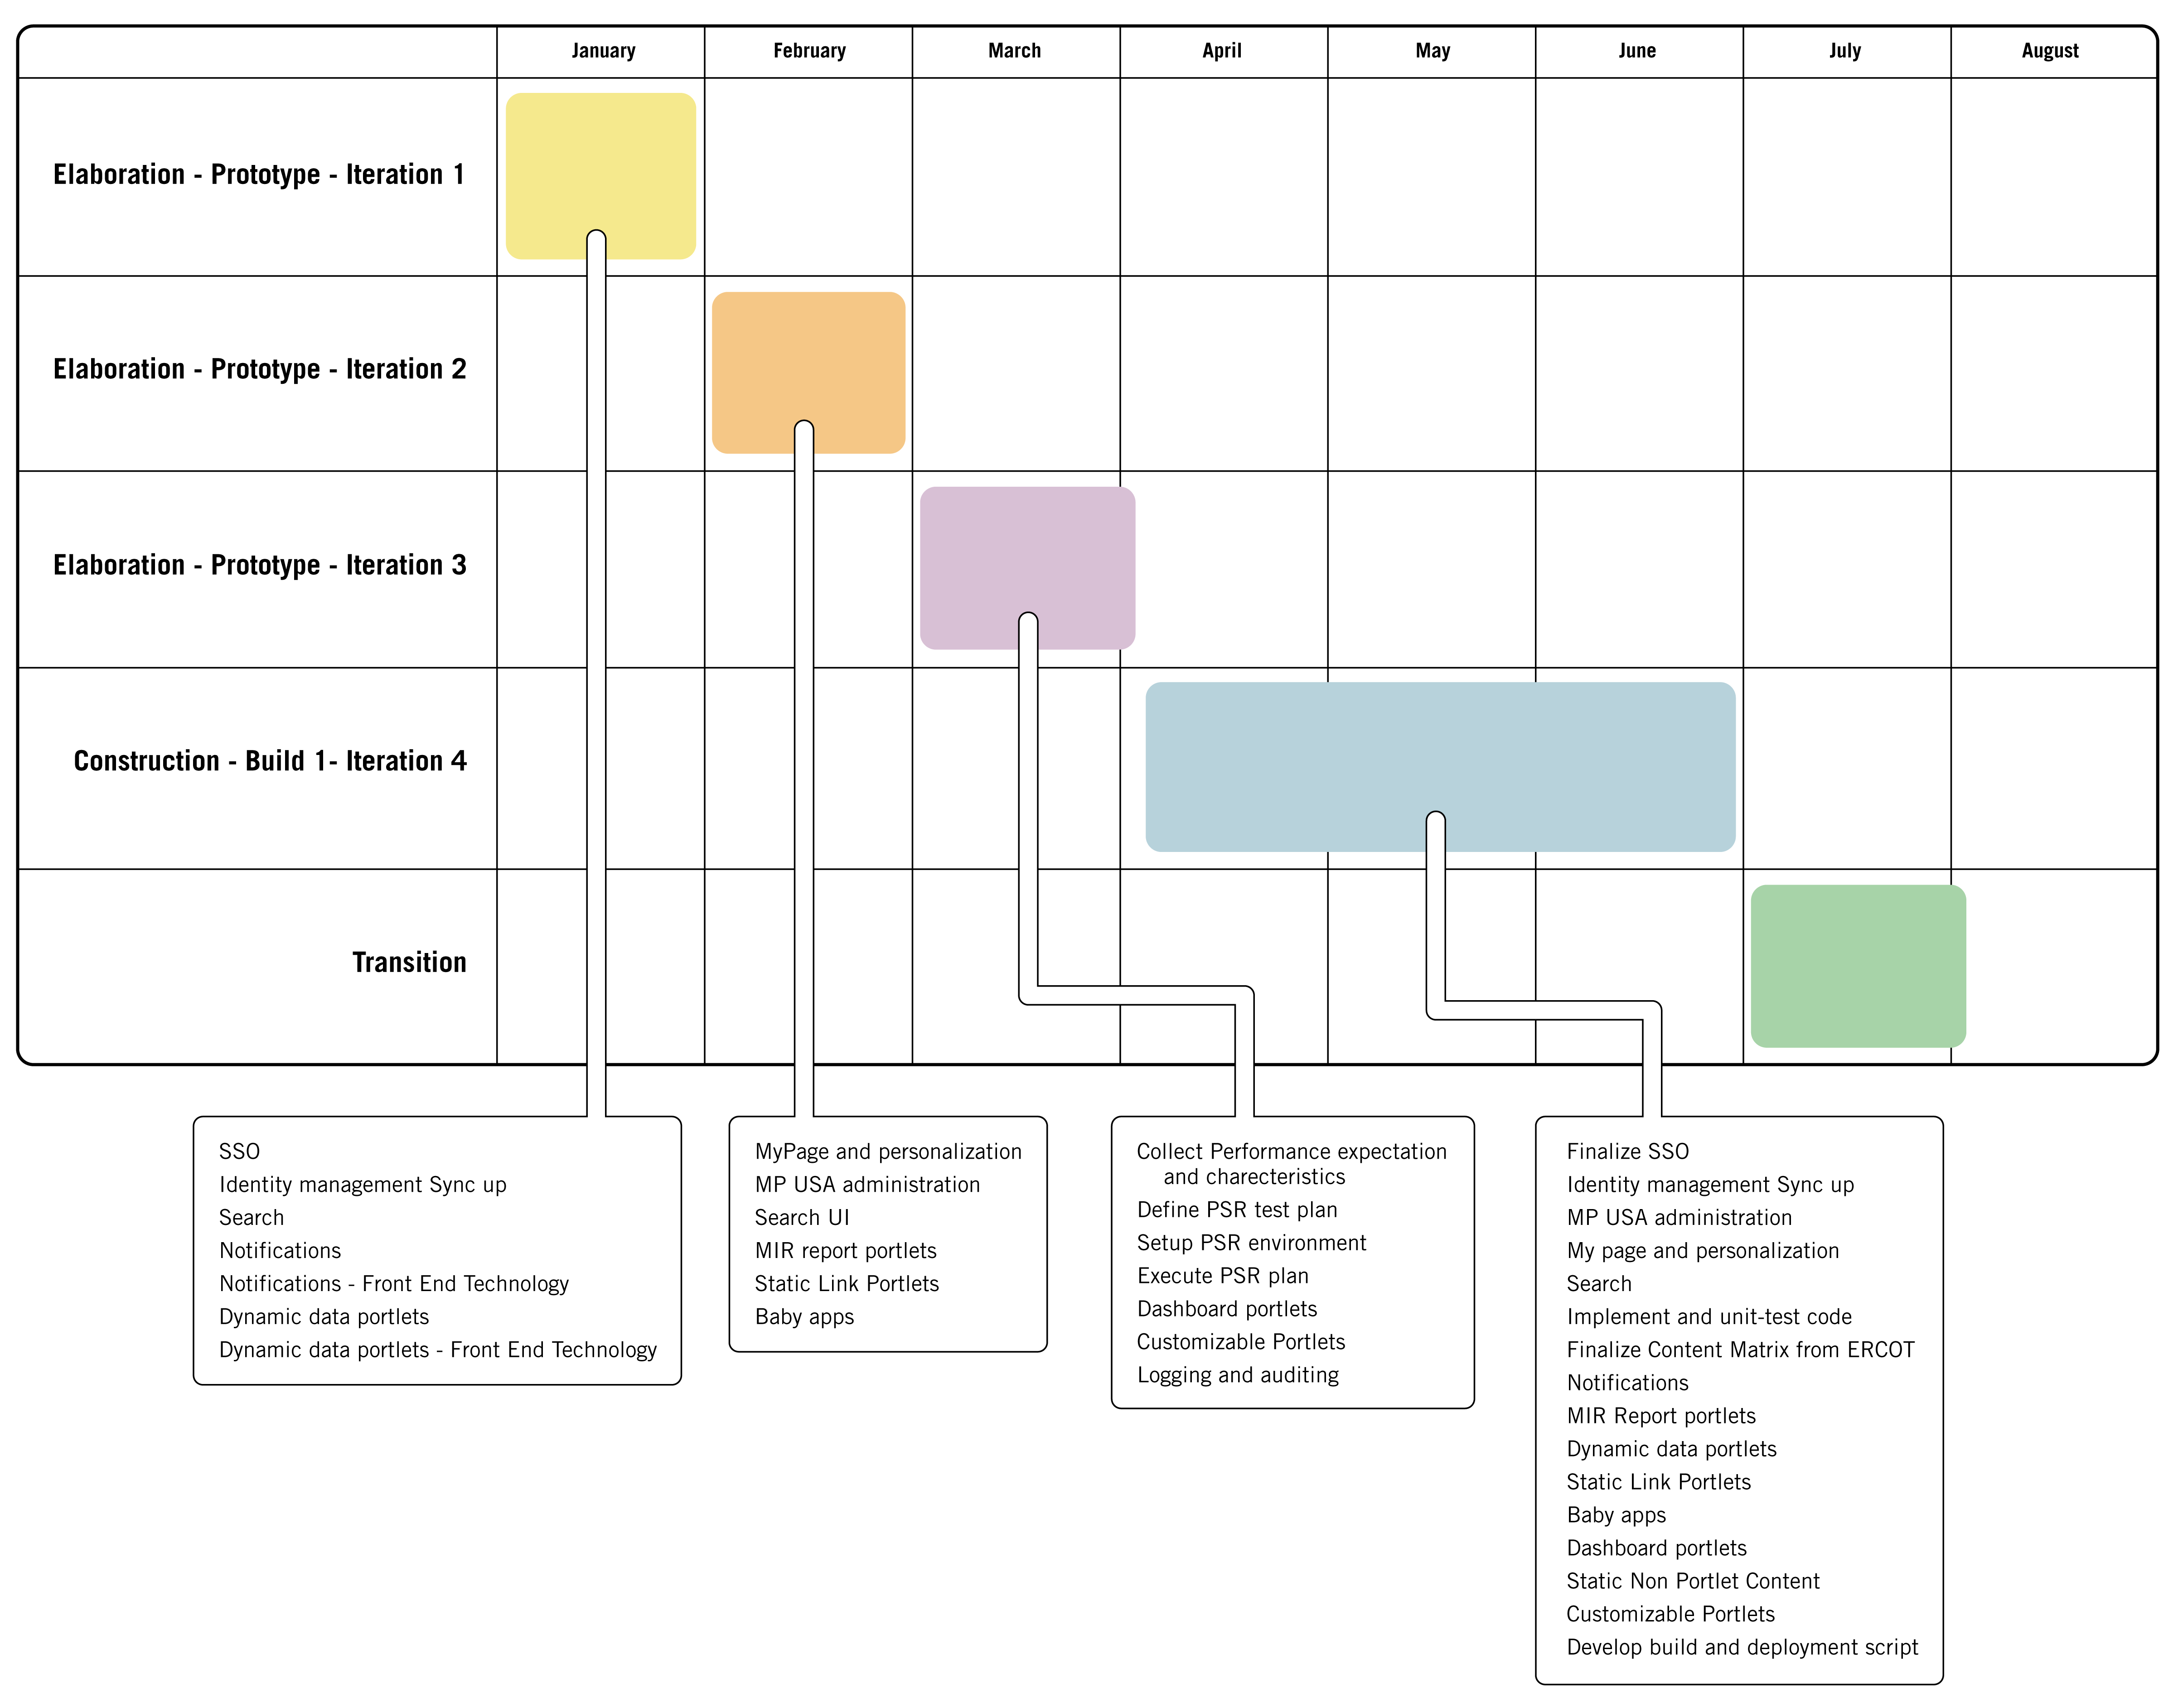 January
February
March
April
May
June
July
August
Elaboration - Prototype - Iteration 1
Elaboration - Prototype - Iteration 2
Elaboration - Prototype - Iteration 3
Construction - Build 1- Iteration 4
Transition
SSO
Identity management Sync up
Search
Notifications
Notifications - Front End Technology
Dynamic data portlets
Dynamic data portlets - Front End Technology
MyPage and personalization
MP USA administration
Search UI
MIR report portlets
Static Link Portlets
Baby apps
Collect Performance expectation
and charecteristics
Define PSR test plan
Setup PSR environment
Execute PSR plan
Dashboard portlets
Customizable Portlets
Logging and auditing
Finalize SSO
Identity management Sync up
MP USA administration
My page and personalization
Search
Implement and unit-test code
Finalize Content Matrix from ERCOT
Notifications
MIR Report portlets
Dynamic data portlets
Static Link Portlets
Baby apps
Dashboard portlets
Static Non Portlet Content
Customizable Portlets
Develop build and deployment script